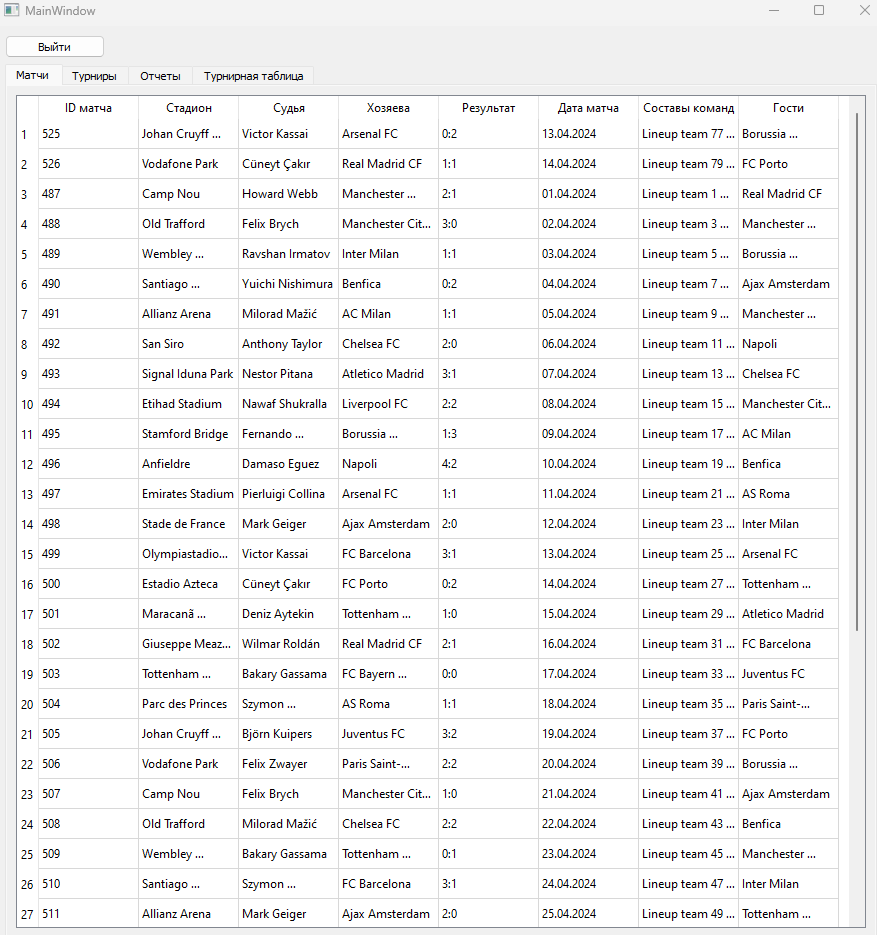 MainWindow
Выйти
Матчи Турниры Отчеты Турнирная таблица
ID матча Стадион Судья Хозяева Результат Дата матча Составы команд Гости
1 525 Johan Cruyff ... Victor Kassai Arsenal FC 0:2 13.04.2024 Lineup team 77 ... Borussia ...
2 526 Vodafone Park Cüneyt Çakır Real Madrid CF 1:1 14.04.2024 Lineup team 79 ... FC Porto
3 487 Camp Nou Howard Webb Manchester ... 2:1 01.04.2024 Lineup team 1 ... Real Madrid CF
4 488 Old Trafford Felix Brych Manchester Cit... 3:0 02.04.2024 Lineup team 3 ... Manchester ...
5 489 Wembley ... Ravshan Irmatov Inter Milan 1:1 03.04.2024 Lineup team 5 ... Borussia ...
6 490 Santiago ... Yuichi Nishimura Benfica 0:2 04.04.2024 Lineup team 7 ... Ajax Amsterdam
7 491 Allianz Arena Milorad Mažić AC Milan 1:1 05.04.2024 Lineup team 9 ... Manchester ...
8 492 San Siro Anthony Taylor Chelsea FC 2:0 06.04.2024 Lineup team 11 ... Napoli
9 493 Signal Iduna Park Nestor Pitana Atletico Madrid 3:1 07.04.2024 Lineup team 13 ... Chelsea FC
10 494 Etihad Stadium Nawaf Shukralla Liverpool FC 2:2 08.04.2024 Lineup team 15 ... Manchester Cit...
11 495 Stamford Bridge Fernando ... Borussia ... 1:3 09.04.2024 Lineup team 17 ... AC Milan
12 496 Anfieldre Damaso Eguez Napoli 4:2 10.04.2024 Lineup team 19 ... Benfica
13 497 Emirates Stadium Pierluigi Collina Arsenal FC 1:1 11.04.2024 Lineup team 21 ... AS Roma
14 498 Stade de France Mark Geiger Ajax Amsterdam 2:0 12.04.2024 Lineup team 23 ... Inter Milan
15 499 Olympiastadio... Victor Kassai FC Barcelona 3:1 13.04.2024 Lineup team 25 ... Arsenal FC
16 500 Estadio Azteca Cüneyt Çakır FC Porto 0:2 14.04.2024 Lineup team 27 ... Tottenham ...
17 501 Maracanã ... Deniz Aytekin Tottenham ... 1:0 15.04.2024 Lineup team 29 ... Atletico Madrid
18 502 Giuseppe Meaz... Wilmar Roldán Real Madrid CF 2:1 16.04.2024 Lineup team 31 ... FC Barcelona
19 503 Tottenham ... Bakary Gassama FC Bayern ... 0:0 17.04.2024 Lineup team 33 ... Juventus FC
20 504 Parc des Princes Szymon ... AS Roma 1:1 18.04.2024 Lineup team 35 ... Paris Saint-...
21 505 Johan Cruyff ... Björn Kuipers Juventus FC 3:2 19.04.2024 Lineup team 37 ... FC Porto
22 506 Vodafone Park Felix Zwayer Paris Saint-... 2:2 20.04.2024 Lineup team 39 ... Borussia ...
23 507 Camp Nou Felix Brych Manchester Cit... 1:0 21.04.2024 Lineup team 41 ... Ajax Amsterdam
24 508 Old Trafford Milorad Mažić Chelsea FC 2:2 22.04.2024 Lineup team 43 ... Benfica
25 509 Wembley ... Bakary Gassama Tottenham ... 0:1 23.04.2024 Lineup team 45 ... Manchester ...
26 510 Santiago ... Szymon ... FC Barcelona 3:1 24.04.2024 Lineup team 47 ... Inter Milan
27 511 Allianz Arena Mark Geiger Ajax Amsterdam 2:0 25.04.2024 Lineup team 49 ... Tottenham ...